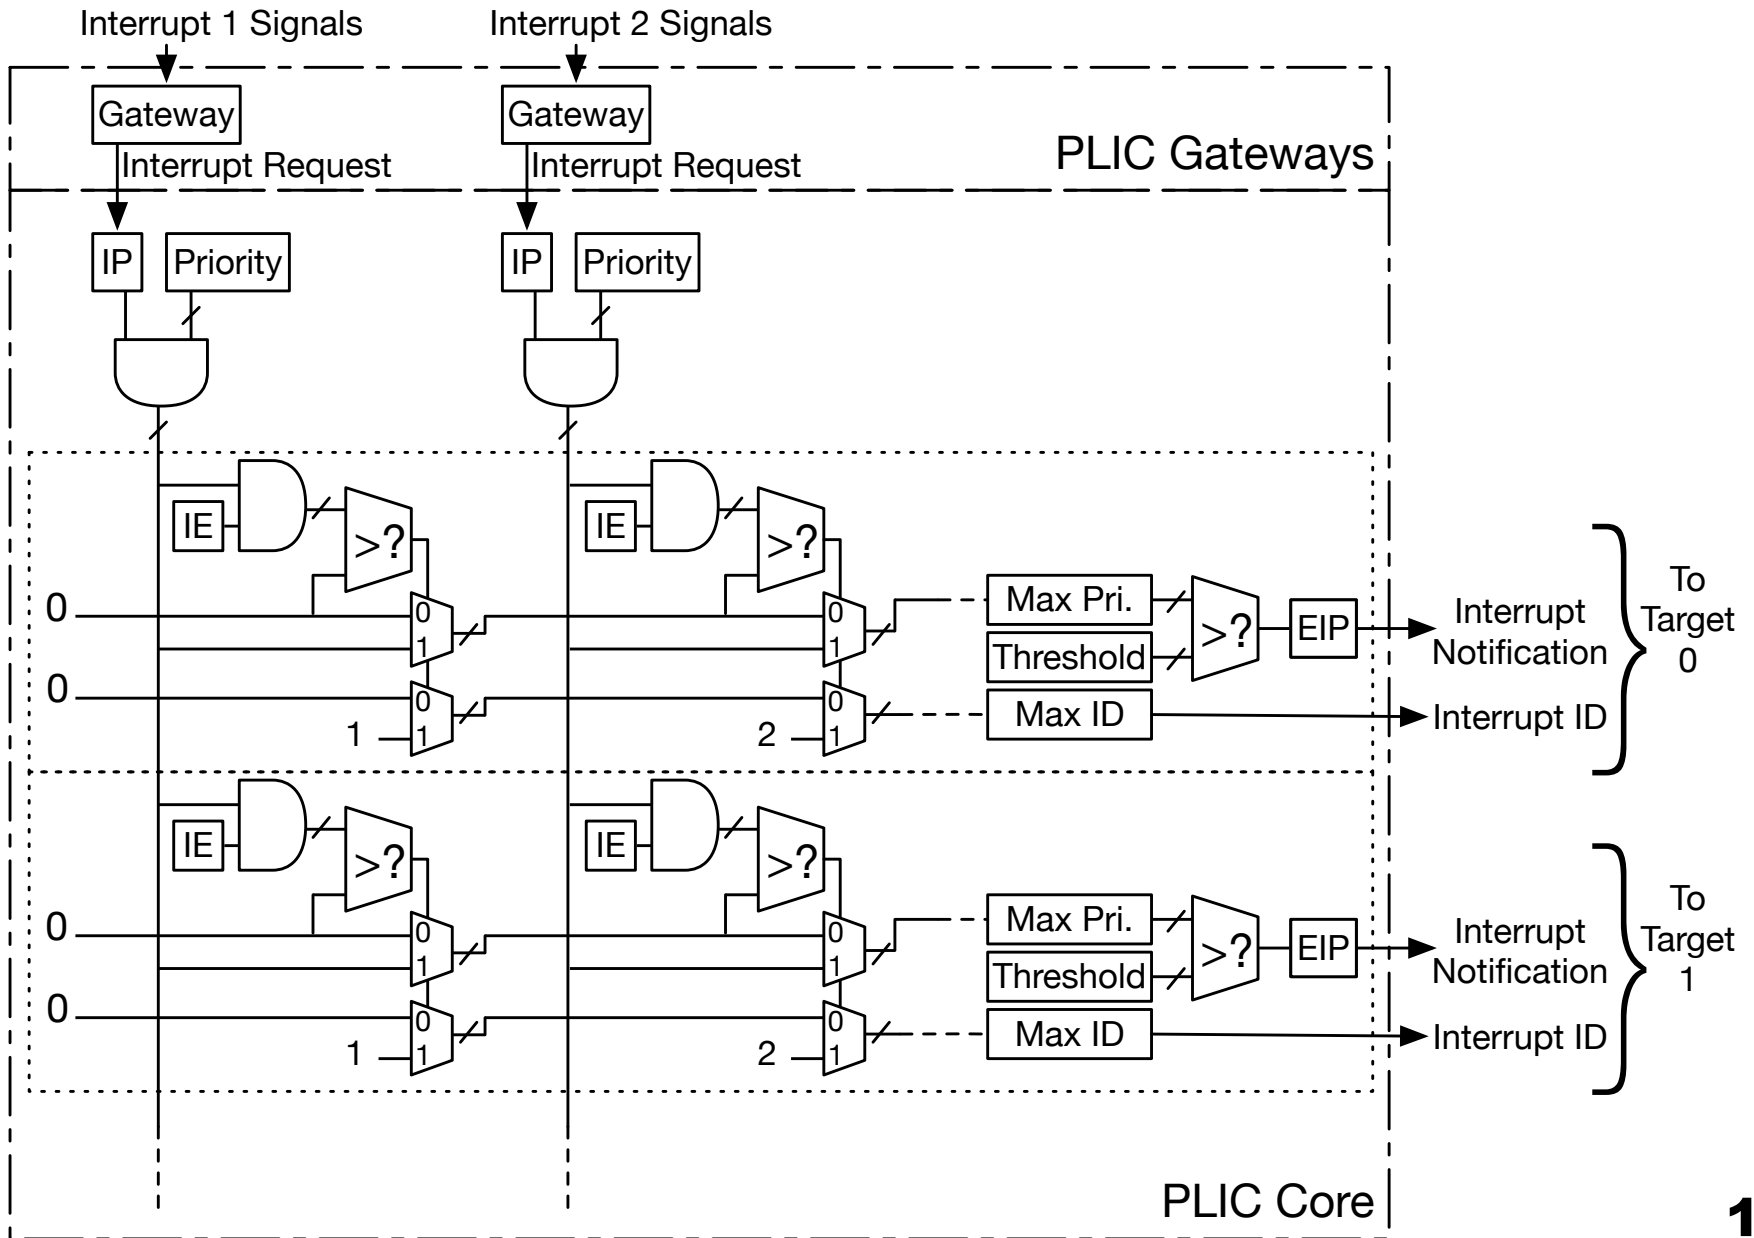 Interrupt 1 Signals
Interrupt 2 Signals
Gateway
Gateway
Interrupt Request
Interrupt Request
PLIC Gateways
IP
Priority
IP
Priority
IE
>?
IE
>?
0
0
1
0
1
Max Pri.
Threshold
>?
EIP
Interrupt
Notification
To
Target
0
0
0
1
1
0
1
2
Max ID
Interrupt ID
IE
>?
IE
>?
0
0
1
0
1
Max Pri.
Threshold
>?
EIP
Interrupt
Notification
To
Target
1
0
0
1
1
0
1
2
Max ID
Interrupt ID
PLIC Core
1